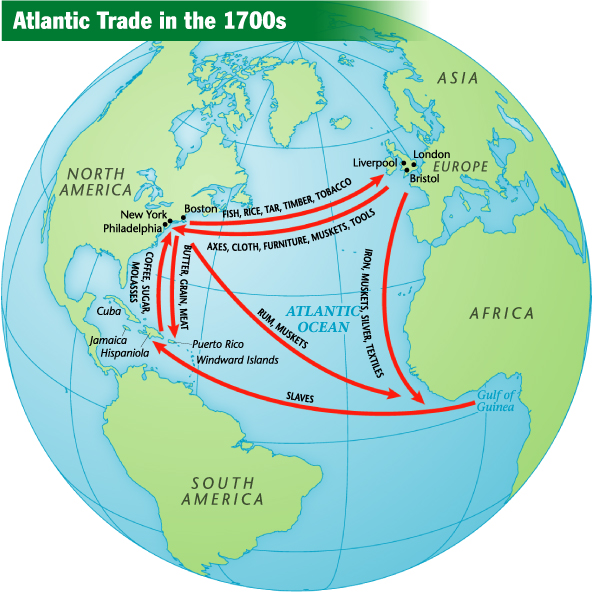 Atlantic Trade in the 1700s
ASIA
NORTH
AMERICA
Liverpool
London
EUROPE
Bristol
New York
Boston
Philadelphia
FISH, RICE, TAR, TIMBER, TOBACCO
AXES, CLOTH, FURNITURE, MUSKETS, TOOLS
COFFEE, SUGAR,
MOLASSES
BUTTER, GRAIN, MEAT
IRON, MUSKETS, SILVER, TEXTILES
RUM, MUSKETS
ATLANTIC
OCEAN
AFRICA
Cuba
Jamaica
Hispaniola
Puerto Rico
Windward Islands
SLAVES
Gulf of
Guinea
SOUTH
AMERICA